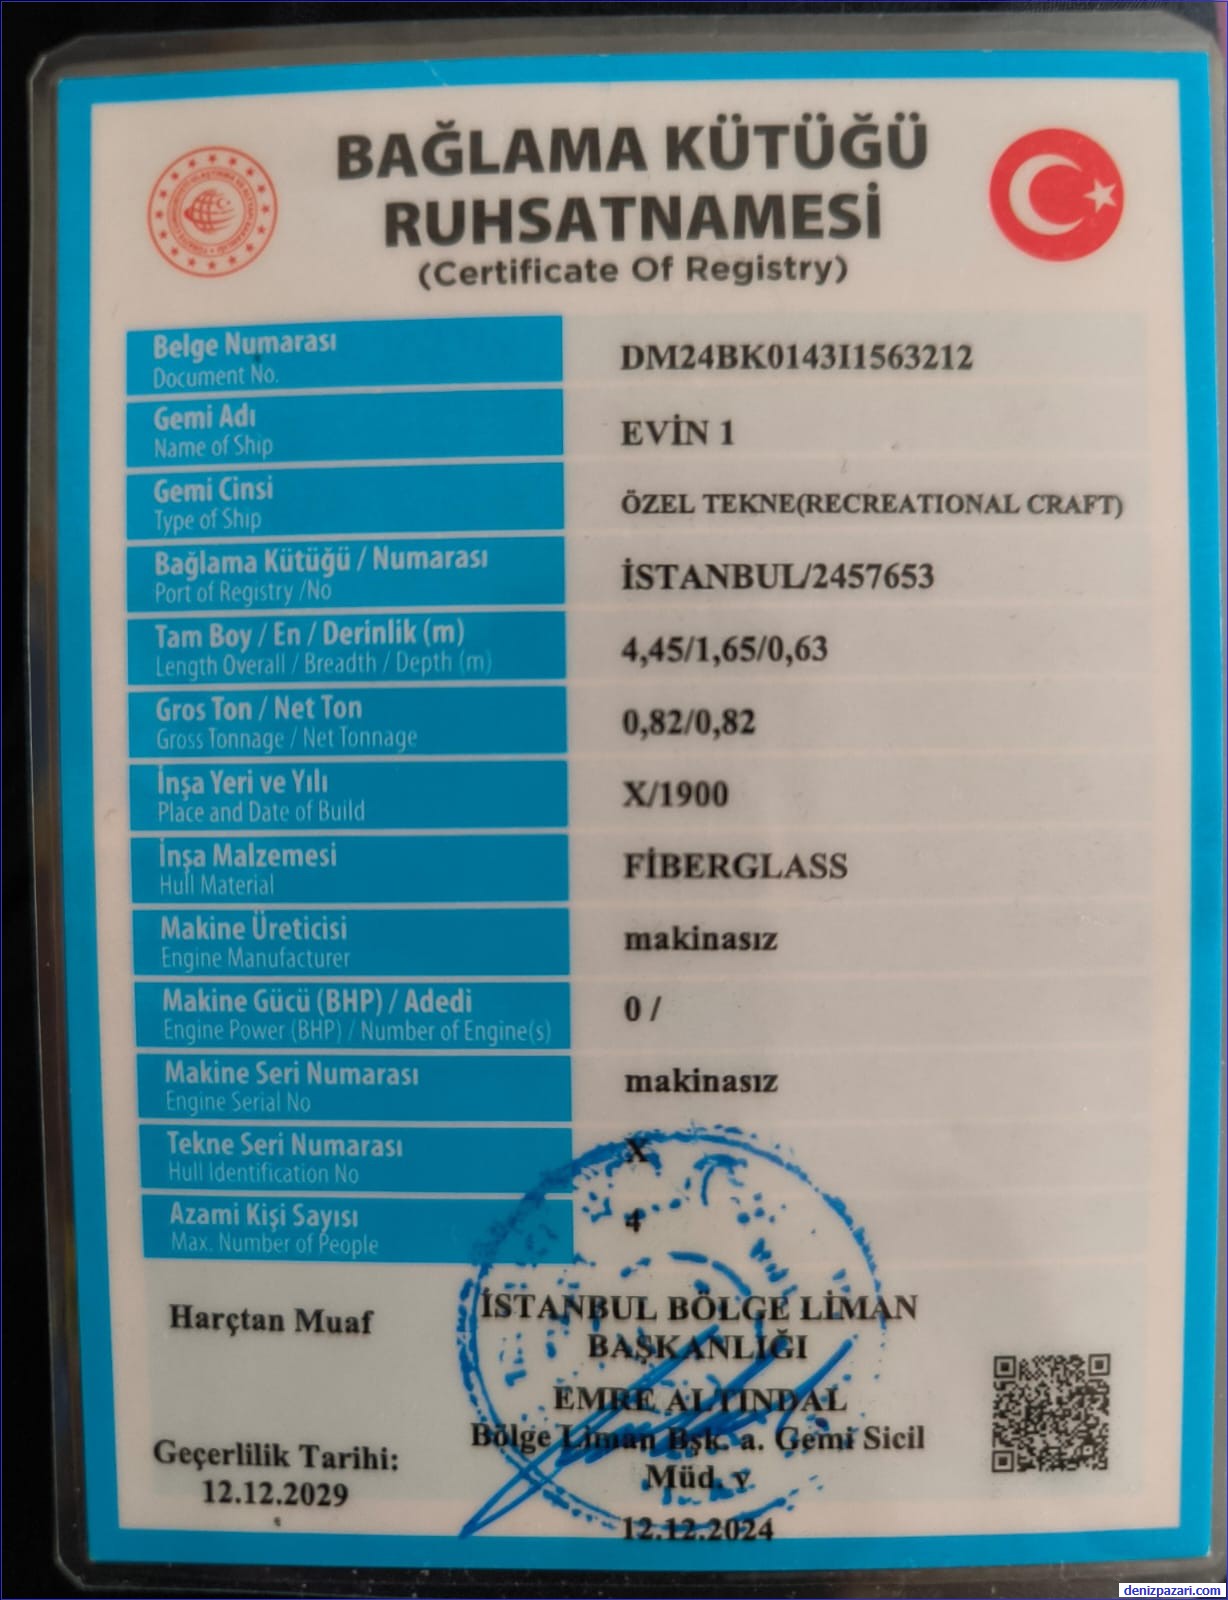 BAĞLAMA KÜTÜĞÜ
RUHSATNAMESİ
(Certificate Of Registry)
Belge Numarası
Document No.
DM24BK0143I1563212
Gemi Adı
Name of Ship
EVİN 1
Gemi Cinsi
Type of Ship
ÖZEL TEKNE(RECREATIONAL CRAFT)
Bağlama Kütüğü / Numarası
Port of Registry /No
İSTANBUL/2457653
Tam Boy / En / Derinlik (m)
Length Overall / Breadth / Depth (m)
4,45/1,65/0,63
Gros Ton / Net Ton
Gross Tonnage / Net Tonnage
0,82/0,82
İnşa Yeri ve Yılı
Place and Date of Build
X/1900
İnşa Malzemesi
Hull Material
FİBERGLASS
Makine Üreticisi
Engine Manufacturer
makinasız
Makine Gücü (BHP) / Adedi
Engine Power (BHP) / Number of Engine(s)
0 /
Makine Seri Numarası
Engine Serial No
makinasız
Tekne Seri Numarası
Hull Identification No
X
Azami Kişi Sayısı
Max. Number of People
4
Harçtan Muaf
İSTANBUL BÖLGE LİMAN
BAŞKANLIĞI
EMRE ALTINDAL
Bölge Liman Bşk. a. Gemi Sicil
Müd. y
12.12.2024
Geçerlilik Tarihi:
12.12.2029
denizpazari.com